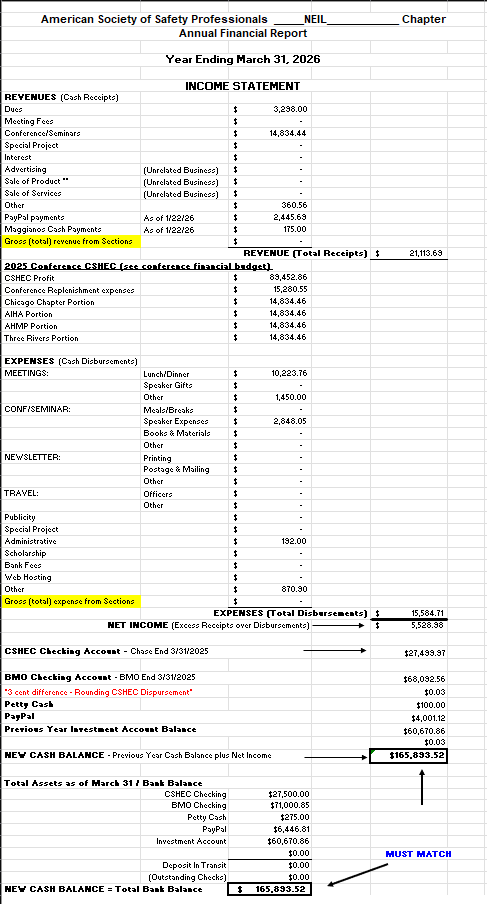 American Society of Safety Professionals _____NEIL_____________ Chapter
Annual Financial Report
Year Ending March 31, 2026
INCOME STATEMENT
REVENUES (Cash Receipts)
Dues $ 3,298.00
Meeting Fees $ -
Conference/Seminars $ 14,834.44
Special Project $ -
Interest $ -
Advertising (Unrelated Business) $ -
Sale of Product ** (Unrelated Business) $ -
Sale of Services (Unrelated Business) $ -
Other $ 360.56
PayPal payments As of 1/22/26 $ 2,445.69
Maggianos Cash Payments As of 1/22/26 $ 175.00
Gross (total) revenue from Sections $ -
REVENUE (Total Receipts) $ 21,113.69
2025 Conference CSHEC (see conference financial budget)
CSHEC Profit $ 89,452.86
Conference Replenishment expenses $ 15,280.55
Chicago Chapter Portion $ 14,834.46
AIHA Portion $ 14,834.46
AHMP Portion $ 14,834.46
Three Rivers Portion $ 14,834.46
EXPENSES (Cash Disbursements)
MEETINGS: Lunch/Dinner $ 10,223.76
Speaker Gifts $ -
Other $ 1,450.00
CONF/SEMINAR: Meals/Breaks $ -
Speaker Expenses $ 2,848.05
Books & Materials $ -
Other $ -
NEWSLETTER: Printing $ -
Postage & Mailing $ -
Other $ -
TRAVEL: Officers $ -
Other $ -
Publicity $ -
Special Project $ -
Administrative $ 192.00
Scholarship $ -
Bank Fees $ -
Web Hosting $ -
Other $ 870.90
Gross (total) expense from Sections $ -
EXPENSES (Total Disbursements) $ 15,584.71
NET INCOME (Excess Receipts over Disbursements) $ 5,528.98
CSHEC Checking Account - Chase End 3/31/2025 $27,499.97
BMO Checking Account - BMO End 3/31/2025 $68,092.56
"3 cent difference - Rounding CSHEC Dispursement" $0.03
Petty Cash $100.00
PayPal $4,001.12
Previous Year Investment Account Balance $60,670.86
$0.03
NEW CASH BALANCE - Previous Year Cash Balance plus Net Income $165,893.52
Total Assets as of March 31 / Bank Balance
CSHEC Checking $27,500.00
BMO Checking $71,000.85
Petty Cash $275.00
PayPal $6,446.81
Investment Account $60,670.86
$0.00
MUST MATCH
Deposit In Transit $0.00
(Outstanding Checks) $0.00
NEW CASH BALANCE = Total Bank Balance $ 165,893.52